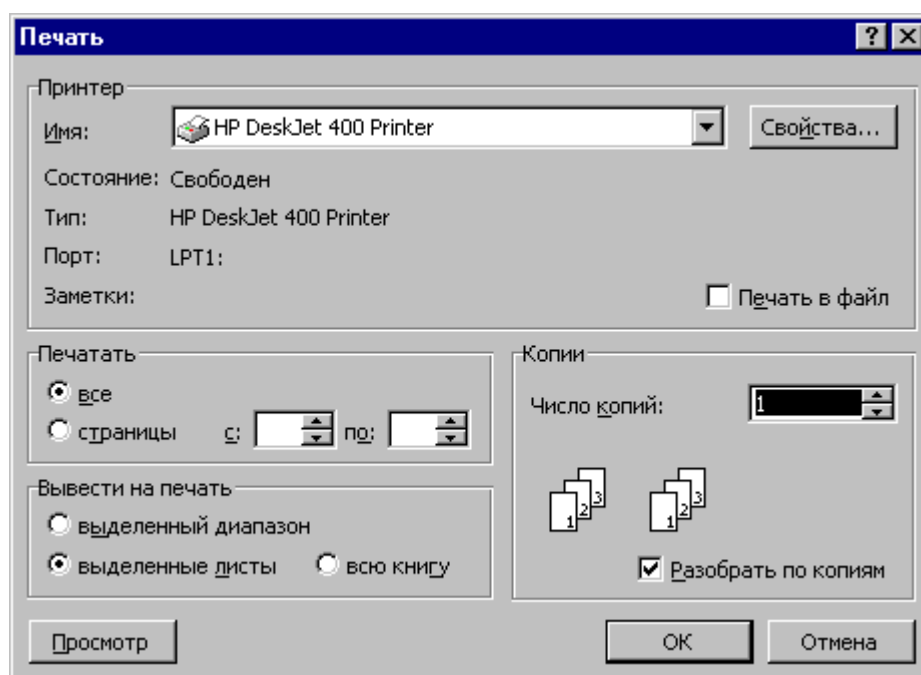 Печать
Принтер
Имя: HP DeskJet 400 Printer Свойства...
Состояние: Свободен
Тип: HP DeskJet 400 Printer
Порт: LPT1:
Заметки: Печать в файл
Печатать
все
страницы с: по:
Копии
Число копий: 1
1 2 3 1 2 3
Разобрать по копиям
Вывести на печать
выделенный диапазон
выделенные листы всю книгу
Просмотр OK Отмена